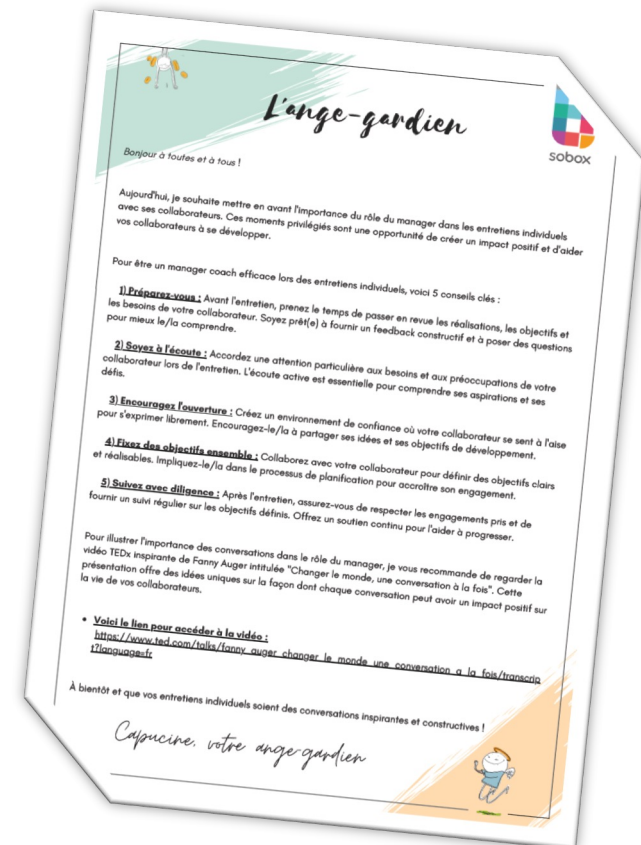 L'ange-gardien
sobox
Bonjour à toutes et à tous !
Aujourd'hui, je souhaite mettre en avant l'importance du rôle du manager dans les entretiens individuels
avec ses collaborateurs. Ces moments privilégiés sont une opportunité de créer un impact positif et d'aider
vos collaborateurs à se développer.
Pour être un manager coach efficace lors des entretiens individuels, voici 5 conseils clés :
1) Préparez-vous : Avant l'entretien, prenez le temps de passer en revue les réalisations, les objectifs et
les besoins de votre collaborateur. Soyez prêt(e) à fournir un feedback constructif et à poser des questions
pour mieux le/la comprendre.
2) Soyez à l'écoute : Accordez une attention particulière aux besoins et aux préoccupations de votre
collaborateur lors de l'entretien. L'écoute active est essentielle pour comprendre ses aspirations et ses
défis.
3) Encouragez l'ouverture : Créez un environnement de confiance où votre collaborateur se sent à l'aise
pour s'exprimer librement. Encouragez-le/la à partager ses idées et ses objectifs de développement.
4) Fixez des objectifs ensemble : Collaborez avec votre collaborateur pour définir des objectifs clairs
et réalisables. Impliquez-le/la dans le processus de planification pour accroître son engagement.
5) Suivez avec diligence : Après l'entretien, assurez-vous de respecter les engagements pris et de
fournir un suivi régulier sur les objectifs définis. Offrez un soutien continu pour l'aider à progresser.
Pour illustrer l'importance des conversations dans le rôle du manager, je vous recommande de regarder la
vidéo TEDx inspirante de Fanny Auger intitulée "Changer le monde, une conversation à la fois". Cette
présentation offre des idées uniques sur la façon dont chaque conversation peut avoir un impact positif sur
la vie de vos collaborateurs.
• Voici le lien pour accéder à la vidéo :
https://www.ted.com/talks/fanny_auger_changer_le_monde_une_conversation_a_la_fois/transcrip
t?language=fr
À bientôt et que vos entretiens individuels soient des conversations inspirantes et constructives !
Capucine, votre ange-gardien